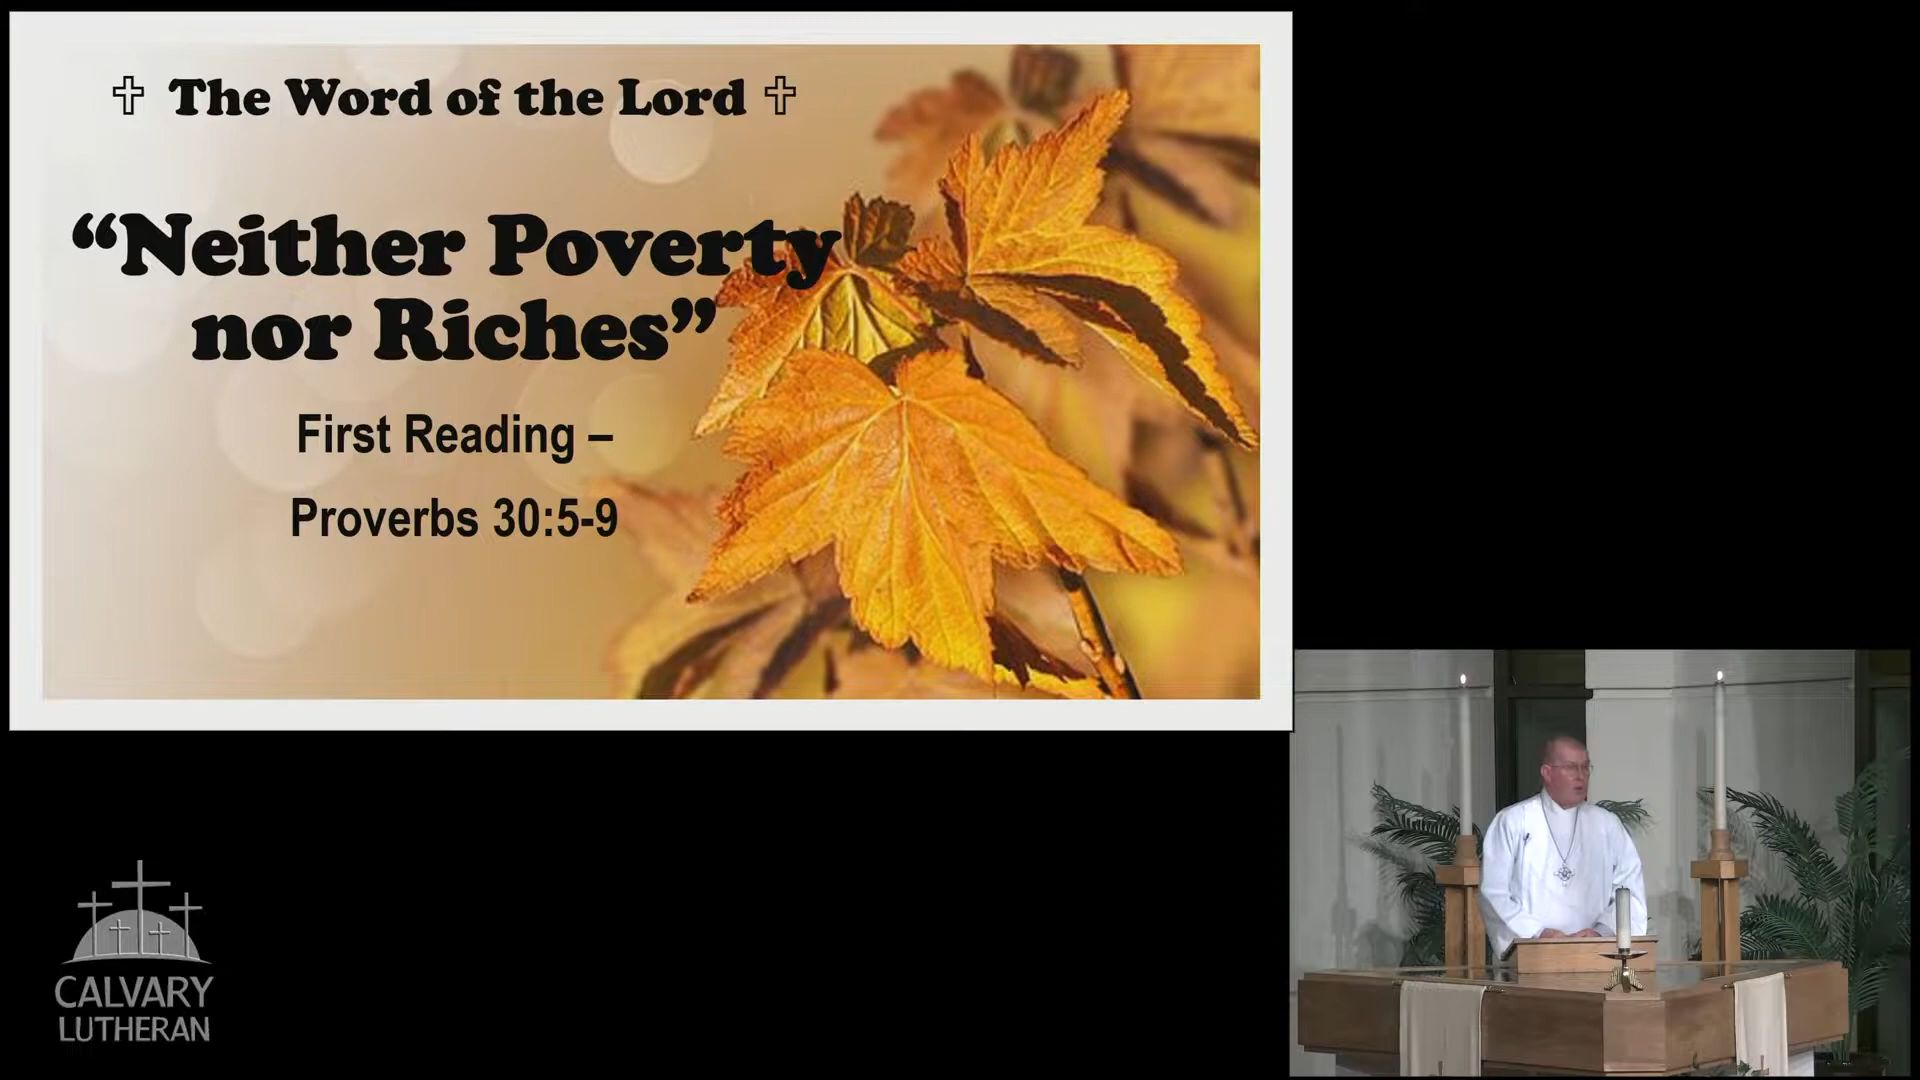 ✝ The Word of the Lord ✝
“Neither Poverty
nor Riches”
First Reading –
Proverbs 30:5-9
CALVARY
LUTHERAN